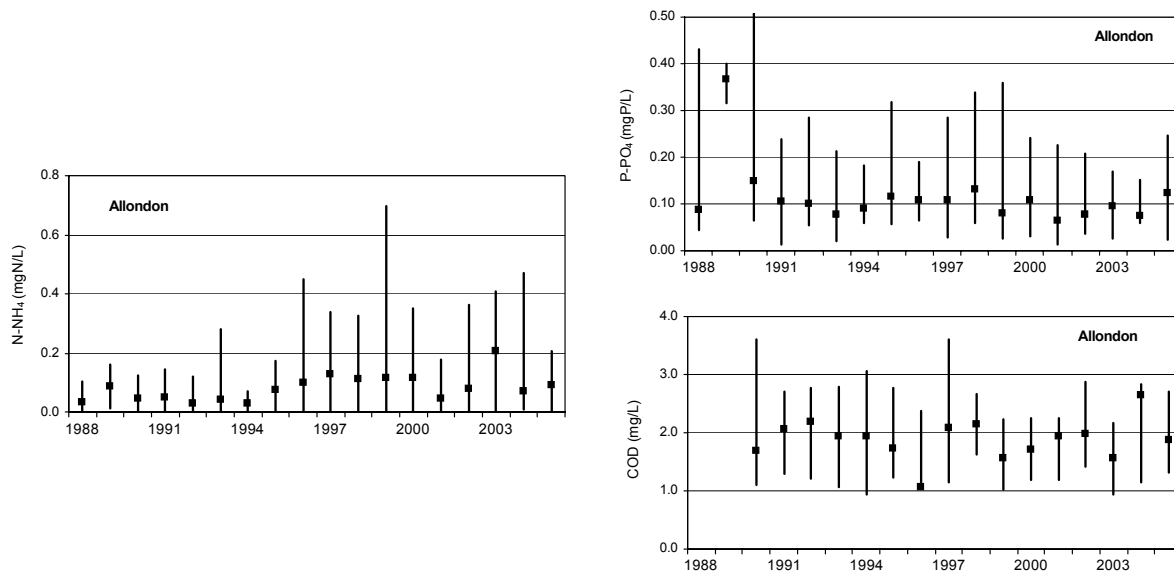 0.8
Allondon
0.6
N-NH₄ (mgN/L)
0.4
0.2
0.0
1988 1991 1994 1997 2000 2003
0.50
Allondon
0.40
P-PO₄ (mgP/L)
0.30
0.20
0.10
0.00
1988 1991 1994 1997 2000 2003
4.0
Allondon
3.0
COD (mg/L)
2.0
1.0
0.0
1988 1991 1994 1997 2000 2003